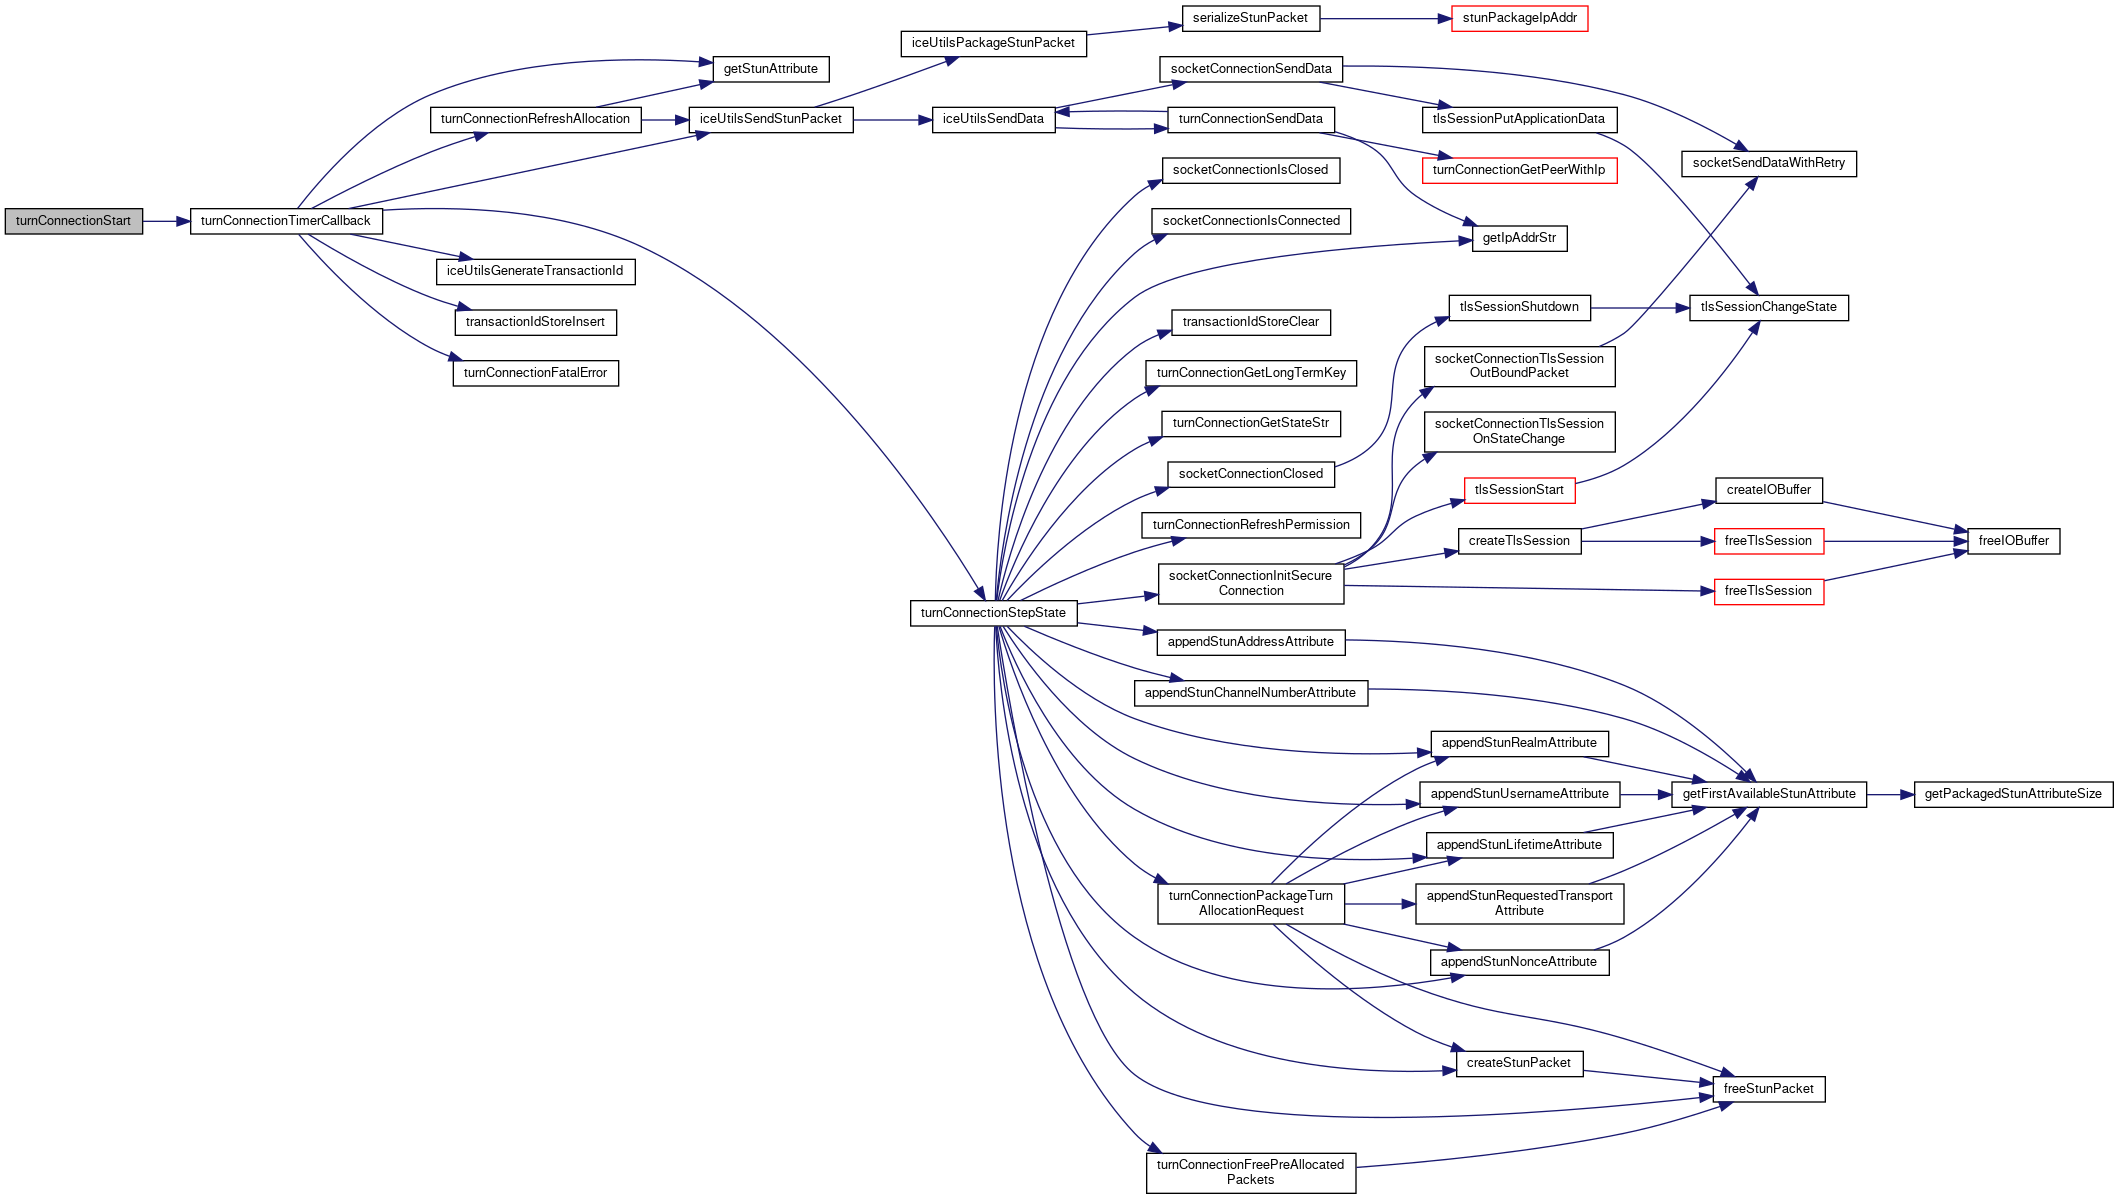 turnConnectionStart
turnConnectionTimerCallback
getStunAttribute
turnConnectionRefreshAllocation
iceUtilsSendStunPacket
iceUtilsGenerateTransactionId
transactionIdStoreInsert
turnConnectionFatalError
iceUtilsPackageStunPacket
iceUtilsSendData
turnConnectionStepState
serializeStunPacket
socketConnectionSendData
turnConnectionSendData
socketConnectionIsClosed
socketConnectionIsConnected
transactionIdStoreClear
turnConnectionGetLongTermKey
turnConnectionGetStateStr
socketConnectionClosed
turnConnectionRefreshPermission
socketConnectionInitSecure
Connection
appendStunAddressAttribute
appendStunChannelNumberAttribute
turnConnectionPackageTurn
AllocationRequest
turnConnectionFreePreAllocated
Packets
stunPackageIpAddr
tlsSessionPutApplicationData
turnConnectionGetPeerWithIp
getIpAddrStr
tlsSessionShutdown
socketConnectionTlsSession
OutBoundPacket
socketConnectionTlsSession
OnStateChange
tlsSessionStart
createTlsSession
appendStunRealmAttribute
appendStunUsernameAttribute
appendStunLifetimeAttribute
appendStunRequestedTransport
Attribute
appendStunNonceAttribute
createStunPacket
socketSendDataWithRetry
tlsSessionChangeState
createIOBuffer
freeTlsSession
freeTlsSession
getFirstAvailableStunAttribute
freeStunPacket
freeIOBuffer
getPackagedStunAttributeSize